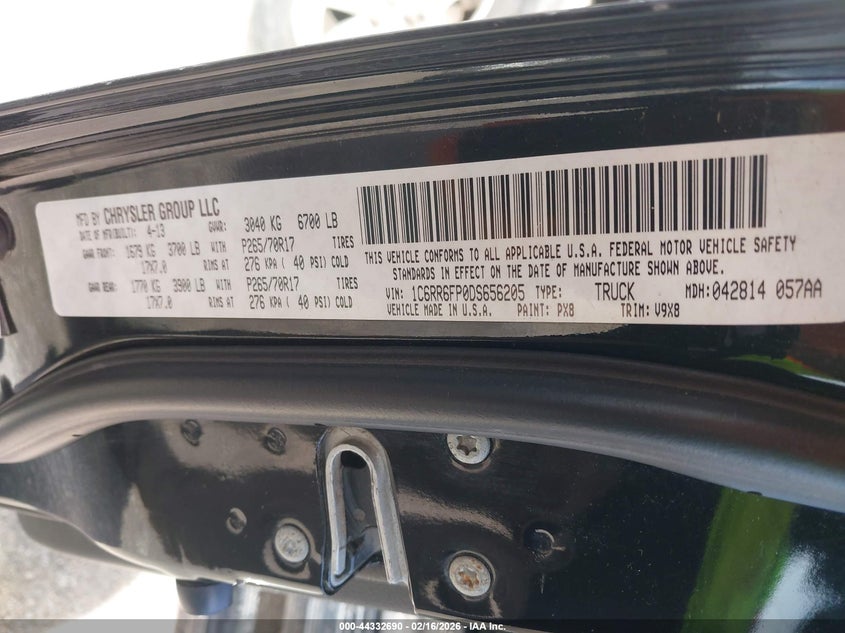 MFD BY CHRYSLER GROUP LLC GVWR: 3040 KG 6700 LB
DATE OF MFG(BUILT): 4-13
GAWR FRONT: 1679 KG 3700 LB WITH P265/70R17 TIRES
17X7.0 RIMS AT 276 KPA ( 40 PSI) COLD
GAWR REAR: 1770 KG 3900 LB WITH P265/70R17 TIRES
17X7.0 RIMS AT 276 KPA ( 40 PSI) COLD
THIS VEHICLE CONFORMS TO ALL APPLICABLE U.S.A. FEDERAL MOTOR VEHICLE SAFETY
STANDARDS IN EFFECT ON THE DATE OF MANUFACTURE SHOWN ABOVE.
VIN: 1C6RR6FP0DS656205 TYPE: TRUCK MDH: 042814 057AA
VEHICLE MADE IN U.S.A. PAINT: PX8 TRIM: V9X8
000-44332690 - 02/16/2026 - IAA Inc.